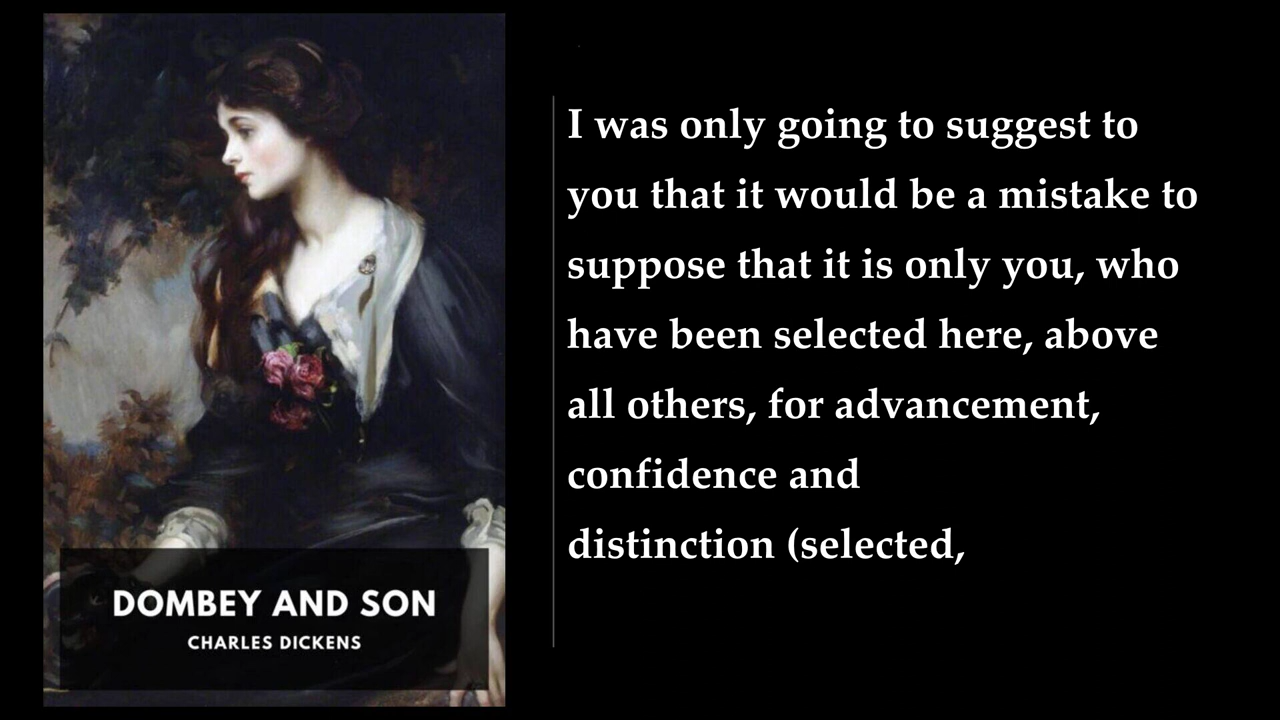 DOMBEY AND SON
CHARLES DICKENS
I was only going to suggest to
you that it would be a mistake to
suppose that it is only you, who
have been selected here, above
all others, for advancement,
confidence and
distinction (selected,